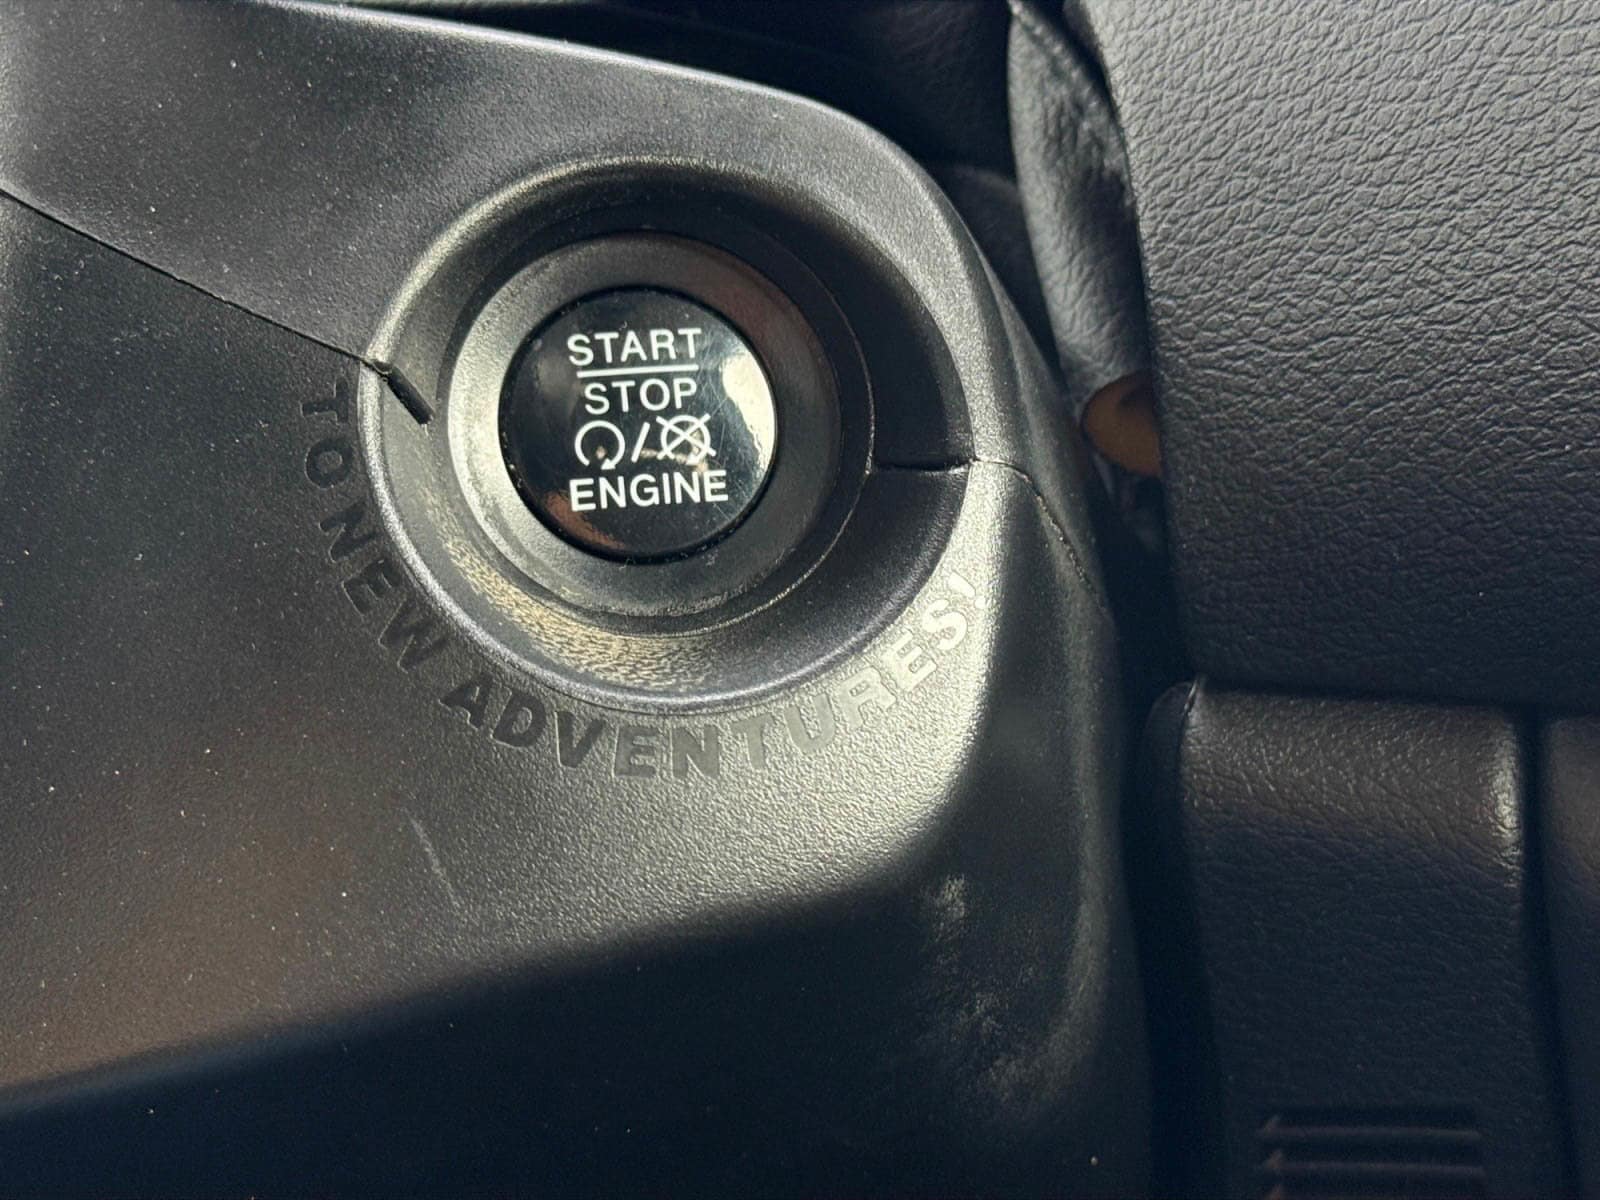 START
STOP
/
ENGINE
TO NEW ADVENTURES!